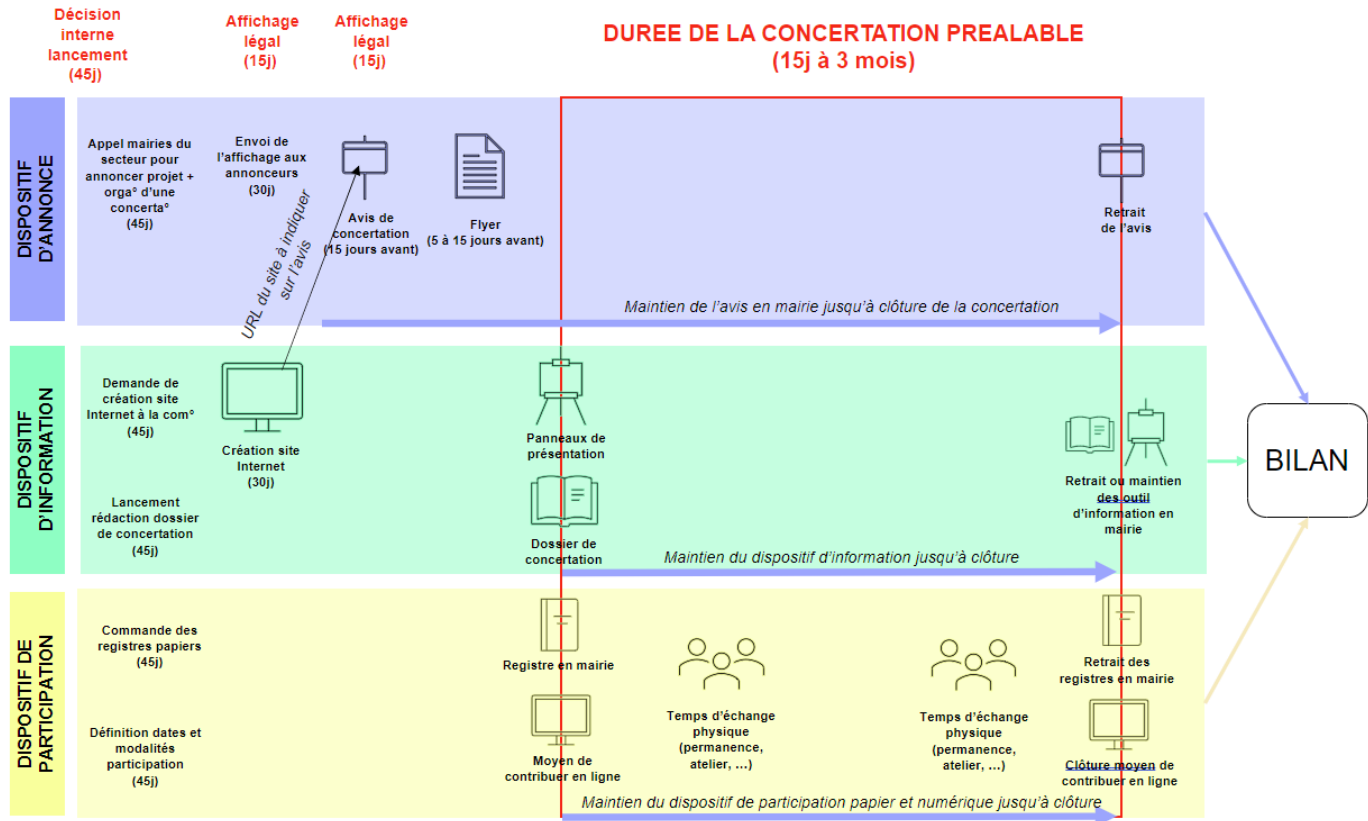 Décision
interne
lancement
(45j)
Affichage
légal
(15j)
Affichage
légal
(15j)
DUREE DE LA CONCERTATION PREALABLE
(15j à 3 mois)
DISPOSITIF
D'ANNONCE
Appel mairies du
secteur pour
annoncer projet +
orga° d'une
concerta°
(45j)
Envoi de
l'affichage aux
annonceurs
(30j)
URL du site à indiquer
sur l'avis
Avis de
concertation
(15 jours avant)
Flyer
(5 à 15 jours avant)
Retrait
de l'avis
Maintien de l'avis en mairie jusqu'à clôture de la concertation
DISPOSITIF
D'INFORMATION
Demande de
création site
Internet à la com°
(45j)
Création site
Internet
(30j)
Lancement
rédaction dossier
de concertation
(45j)
Panneaux de
présentation
Dossier de
concertation
Retrait ou maintien
des outil
d'information en
mairie
Maintien du dispositif d'information jusqu'à clôture
BILAN
DISPOSITIF DE
PARTICIPATION
Commande des
registres papiers
(45j)
Définition dates et
modalités
participation
(45j)
Registre en mairie
Moyen de
contribuer en ligne
Temps d'échange
physique
(permanence,
atelier, ...)
Temps d'échange
physique
(permanence,
atelier, ...)
Retrait des
registres en mairie
Clôture moyen de
contribuer en ligne
Maintien du dispositif de participation papier et numérique jusqu'à clôture